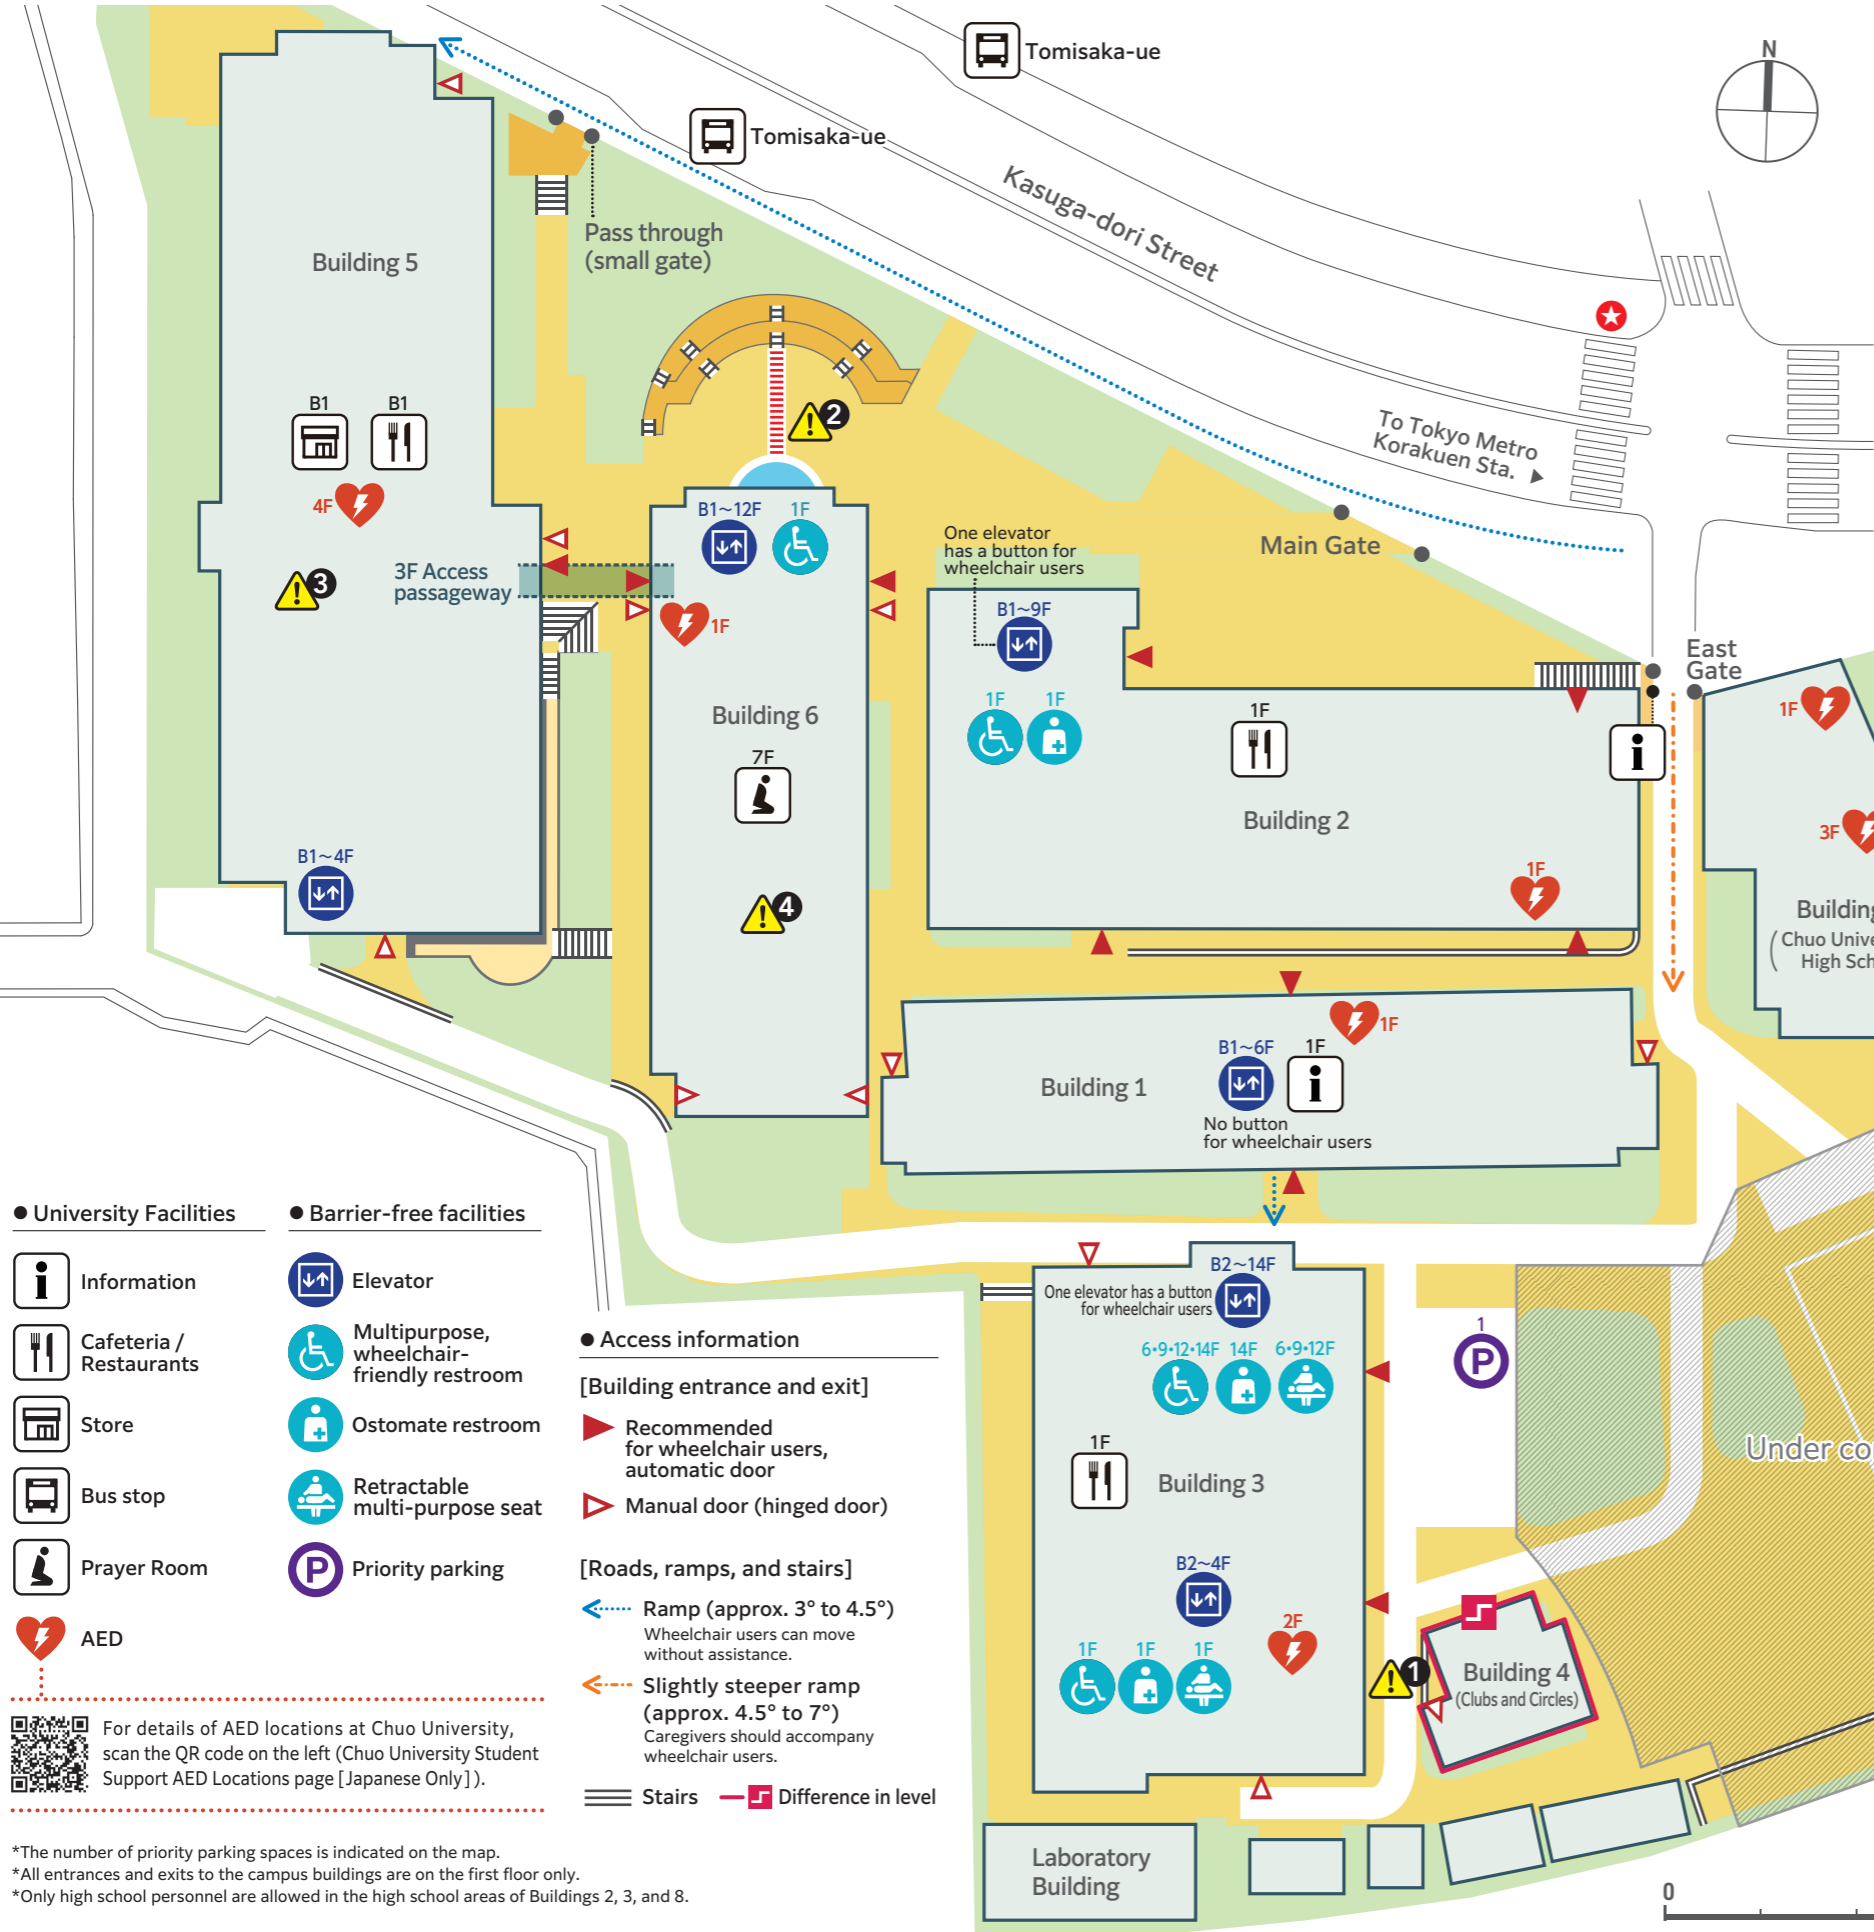 Tomisaka-ue
N
Tomisaka-ue
Kasuga-dori Street
Pass through
(small gate)
Building 5
B1
B1
4F
2
To Tokyo Metro
Korakuen Sta.
B1~12F
1F
One elevator
has a button for
wheelchair users
Main Gate
3F Access
passageway
3
1F
B1~9F
East
Gate
1F
1F
1F
1F
Building 6
7F
Building 2
3F
B1~4F
4
1F
Building
Chuo Unive
High Sch
1F
B1~6F
1F
Building 1
No button
for wheelchair users
B2~14F
One elevator has a button
for wheelchair users
6•9•12•14F
14F
6•9•12F
1
P
1F
Building 3
Under co
B2~4F
2F
1F
1F
1F
1
Building 4
(Clubs and Circles)
Laboratory
Building
0
● University Facilities
Information
Cafeteria /
Restaurants
Store
Bus stop
Prayer Room
AED
● Barrier-free facilities
Elevator
Multipurpose,
wheelchair-
friendly restroom
Ostomate restroom
Retractable
multi-purpose seat
P
Priority parking
● Access information
[Building entrance and exit]
Recommended
for wheelchair users,
automatic door
Manual door (hinged door)
[Roads, ramps, and stairs]
Ramp (approx. 3° to 4.5°)
Wheelchair users can move
without assistance.
Slightly steeper ramp
(approx. 4.5° to 7°)
Caregivers should accompany
wheelchair users.
Stairs
Difference in level
For details of AED locations at Chuo University,
scan the QR code on the left (Chuo University Student
Support AED Locations page [Japanese Only] ).
*The number of priority parking spaces is indicated on the map.
*All entrances and exits to the campus buildings are on the first floor only.
*Only high school personnel are allowed in the high school areas of Buildings 2, 3, and 8.